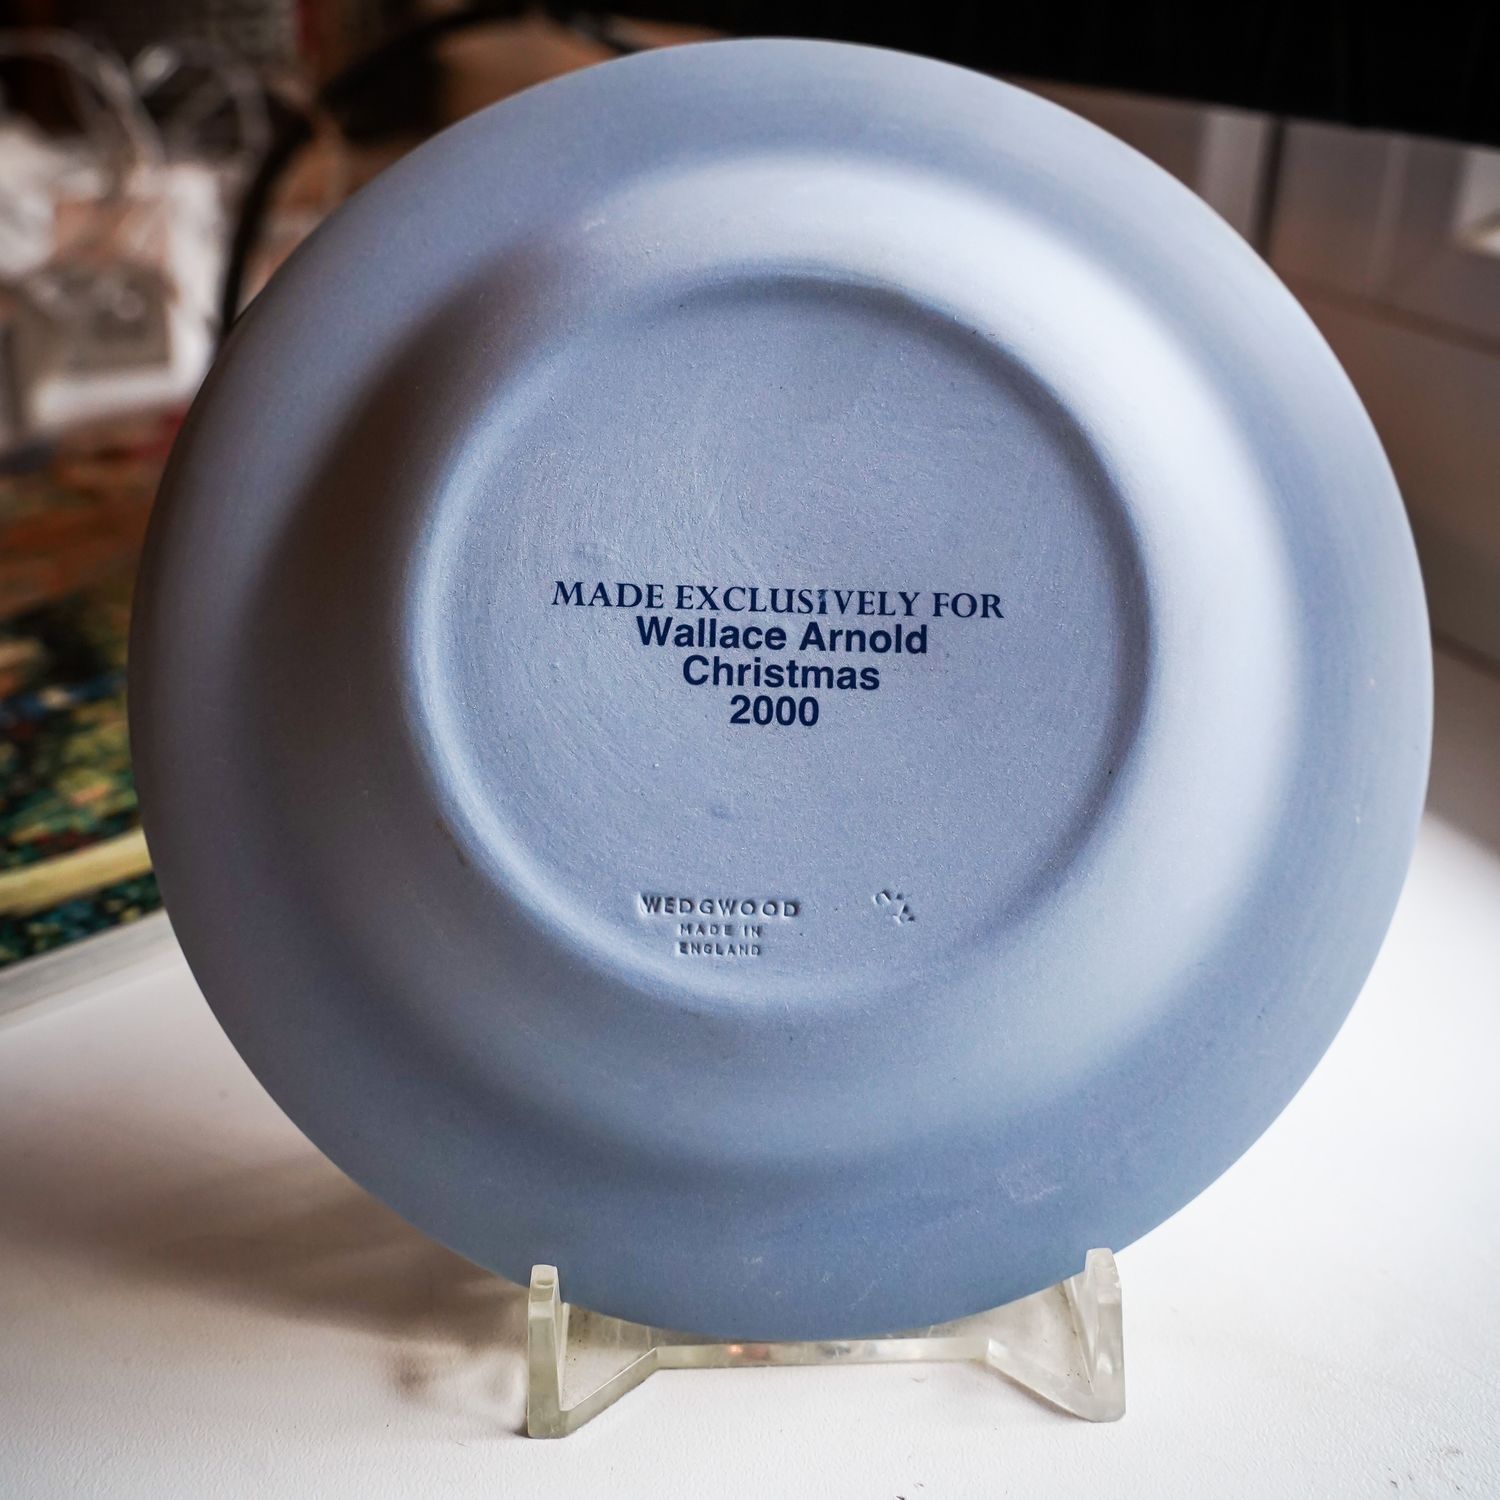 MADE EXCLUSIVELY FOR
Wallace Arnold
Christmas
2000
WEDGWOOD
MADE IN
ENGLAND